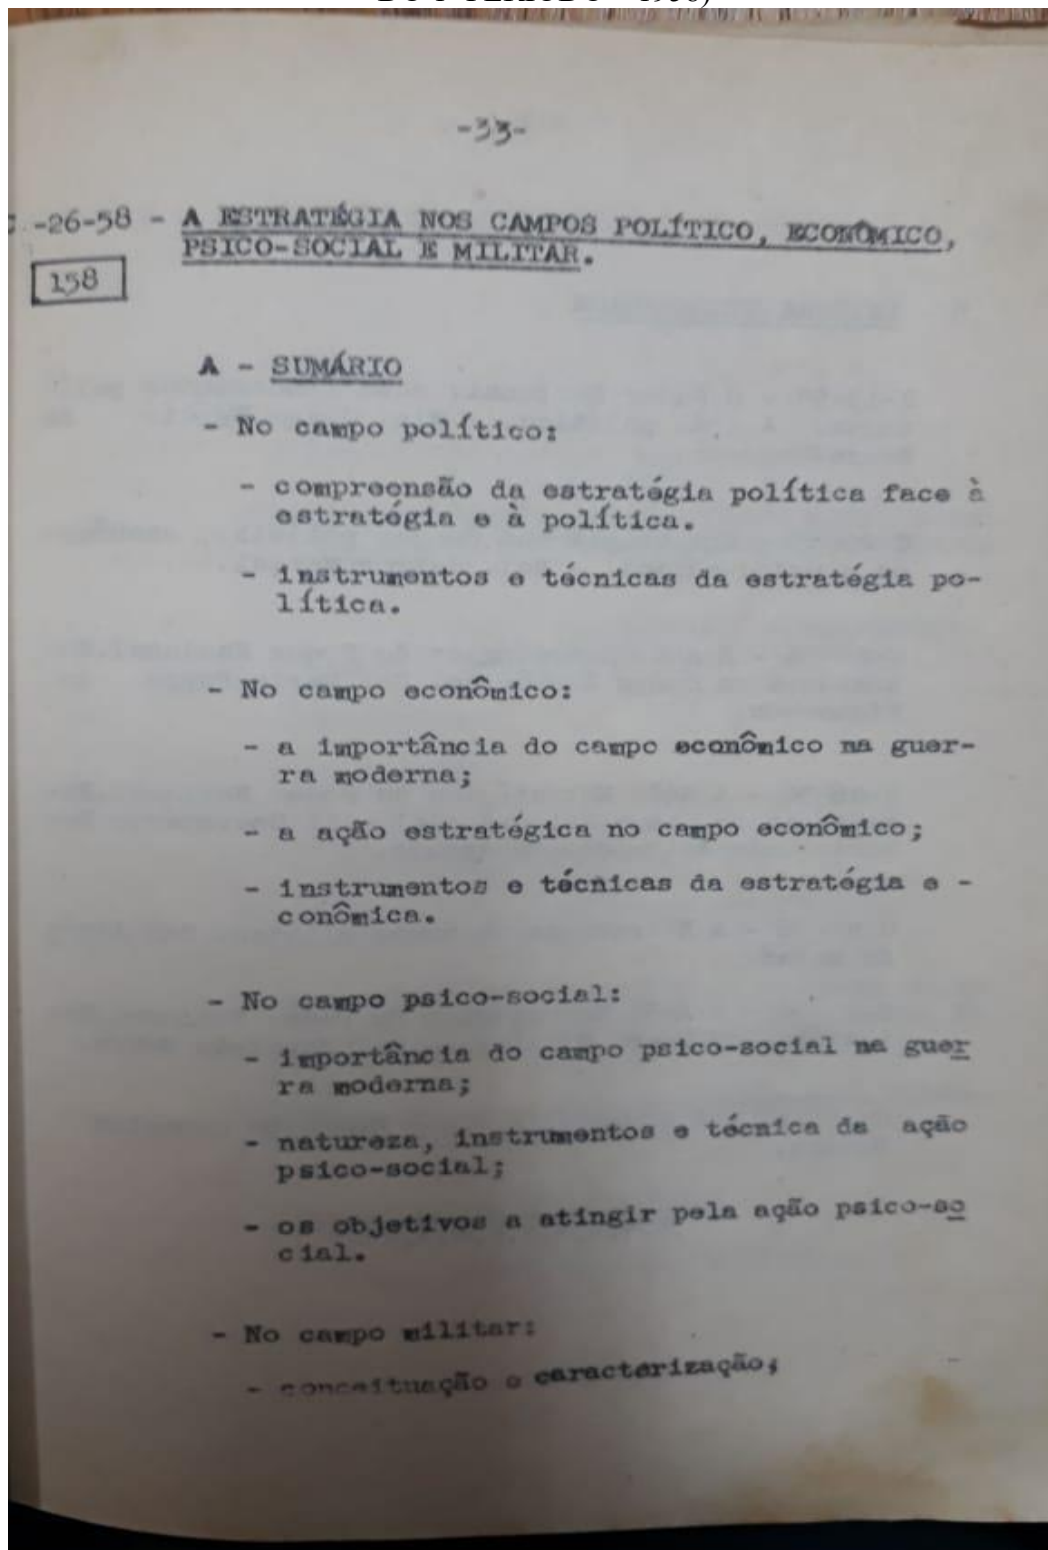 -33-
-26-58 - A ESTRATÉGIA NOS CAMPOS POLÍTICO, ECONÔMICO,
PSICO-SOCIAL E MILITAR.
158
A - SUMÁRIO
- No campo político:
- compreensão da estratégia política face à
estratégia e à política.
- instrumentos e técnicas da estratégia po-
lítica.
- No campo econômico:
- a importância do campo econômico na guer-
ra moderna;
- a ação estratégica no campo econômico;
- instrumentos e técnicas da estratégia e -
conômica.
- No campo psico-social:
- importância do campo psico-social na guer
ra moderna;
- natureza, instrumentos e técnica da ação
psico-social;
- os objetivos a atingir pela ação psico-so
cial.
- No campo militar:
- conceituação e caracterização;